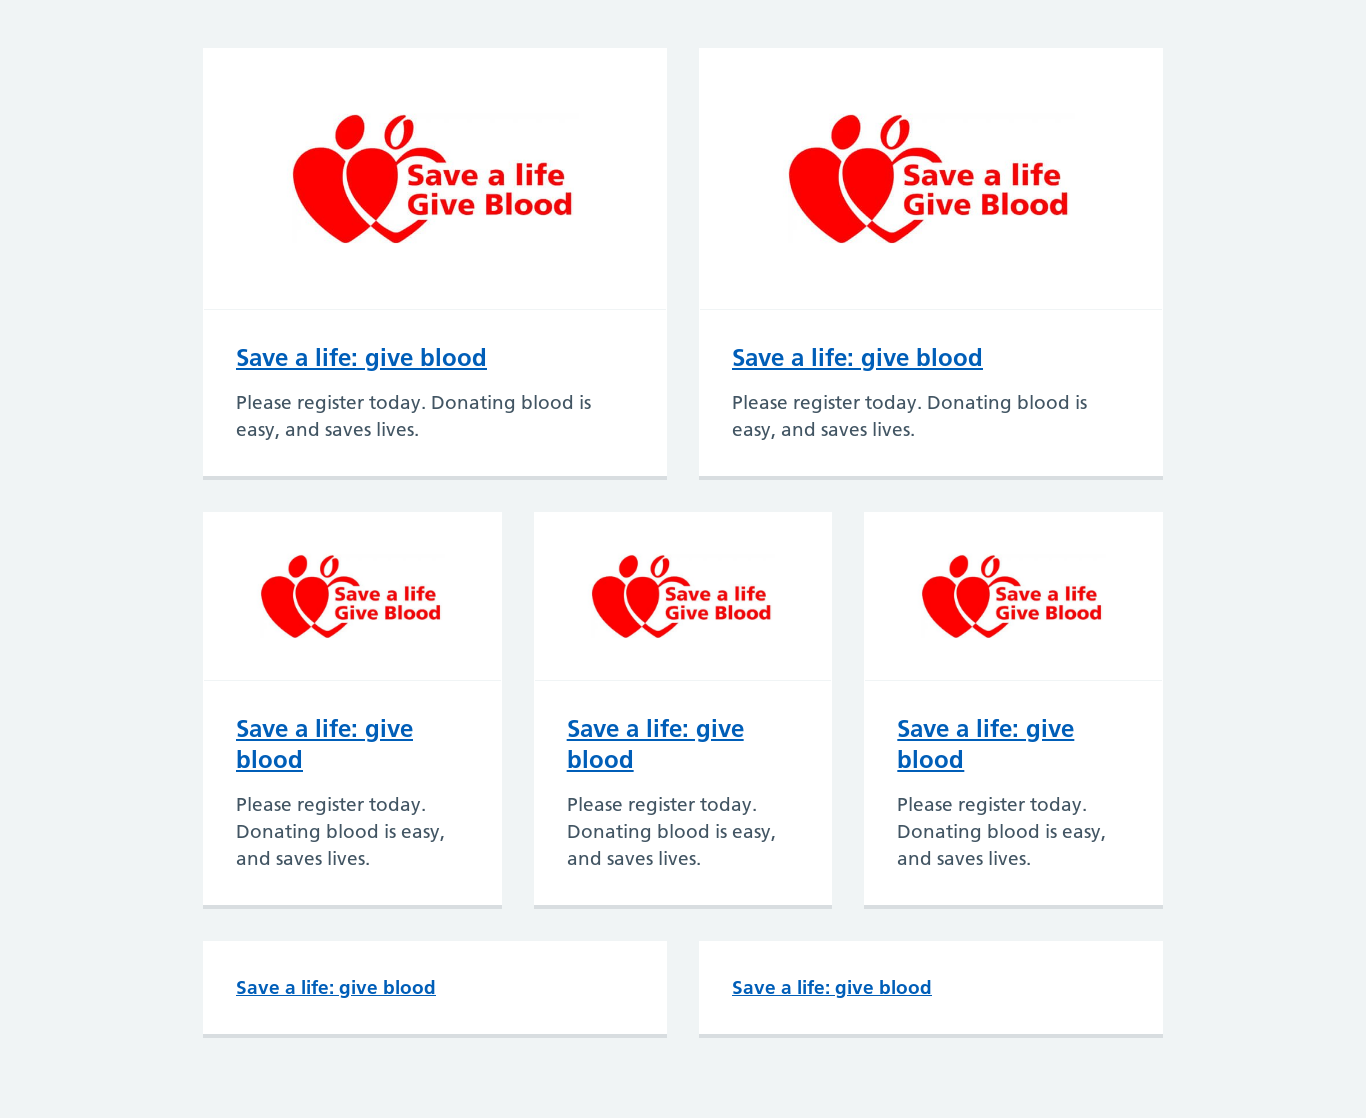 Save a life
Give Blood
Save a life: give blood
Please register today. Donating blood is
easy, and saves lives.
Save a life
Give Blood
Save a life: give blood
Please register today. Donating blood is
easy, and saves lives.
Save a life
Give Blood
Save a life: give
blood
Please register today.
Donating blood is easy,
and saves lives.
Save a life
Give Blood
Save a life: give
blood
Please register today.
Donating blood is easy,
and saves lives.
Save a life
Give Blood
Save a life: give
blood
Please register today.
Donating blood is easy,
and saves lives.
Save a life: give blood
Save a life: give blood